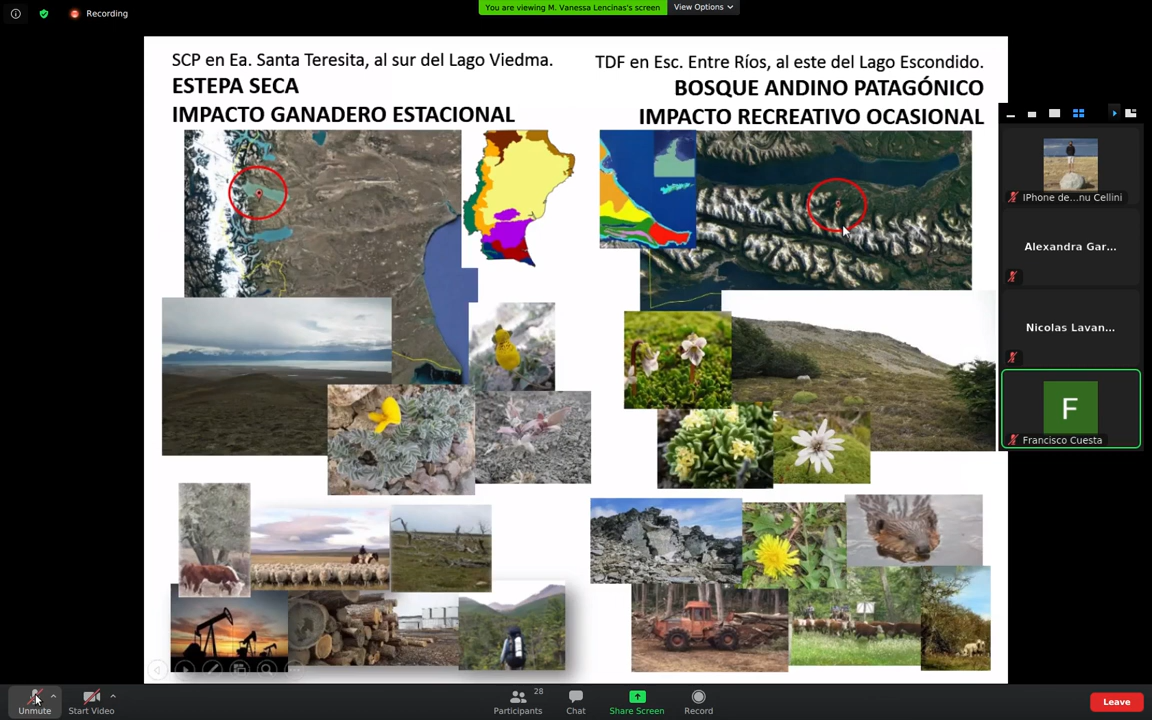 Recording
You are viewing M. Vanessa Lencinas's screen
View Options
SCP en Ea. Santa Teresita, al sur del Lago Viedma.
ESTEPA SECA
IMPACTO GANADERO ESTACIONAL
TDF en Esc. Entre Ríos, al este del Lago Escondido.
BOSQUE ANDINO PATAGÓNICO
IMPACTO RECREATIVO OCASIONAL
iPhone de...nu Cellini
Alexandra Gar...
Nicolas Lavan...
F
Francisco Cuesta
Unmute
Start Video
Participants
28
Chat
Share Screen
Record
Leave